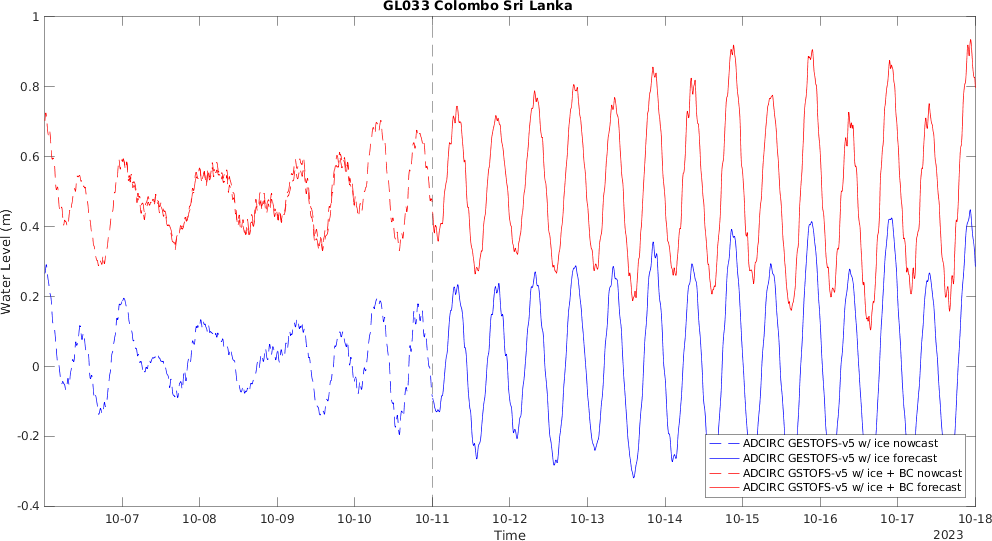 GL033 Colombo Sri Lanka
1
0.8
0.6
0.4
0.2
0
-0.2
-0.4
Water Level (m)
ADCIRC GESTOFS-v5 w/ ice nowcast
ADCIRC GESTOFS-v5 w/ ice forecast
ADCIRC GSTOFS-v5 w/ ice + BC nowcast
ADCIRC GSTOFS-v5 w/ ice + BC forecast
10-07 10-08 10-09 10-10 10-11 10-12 10-13 10-14 10-15 10-16 10-17 10-18
Time
2023